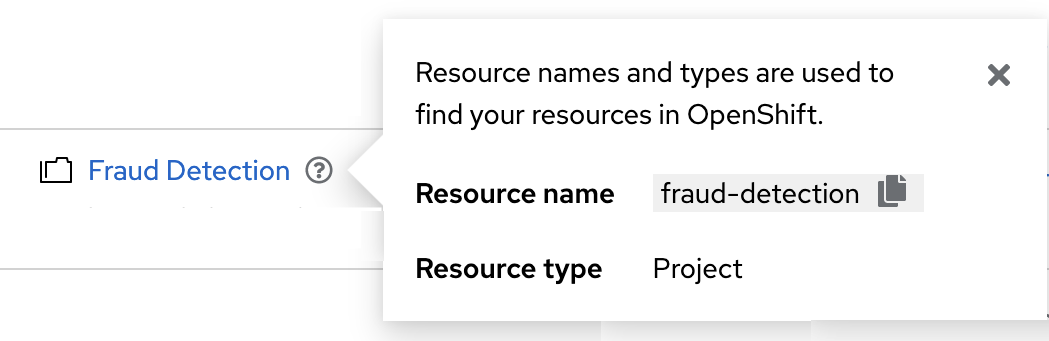 Resource names and types are used to
find your resources in OpenShift.
Fraud Detection
Resource name fraud-detection
Resource type Project